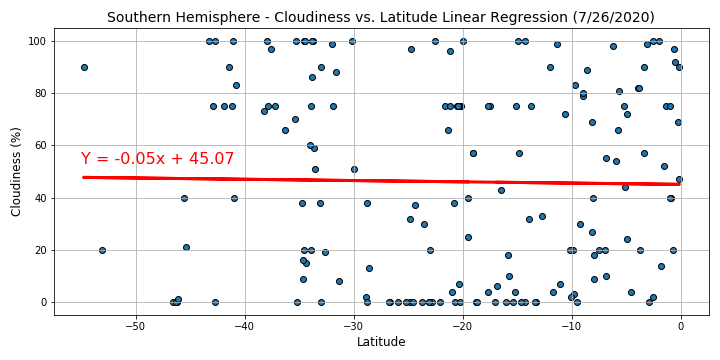 Southern Hemisphere - Cloudiness vs. Latitude Linear Regression (7/26/2020)
100
80
60
40
20
0
Cloudiness (%)
Y = -0.05x + 45.07
−50 −40 −30 −20 −10 0
Latitude